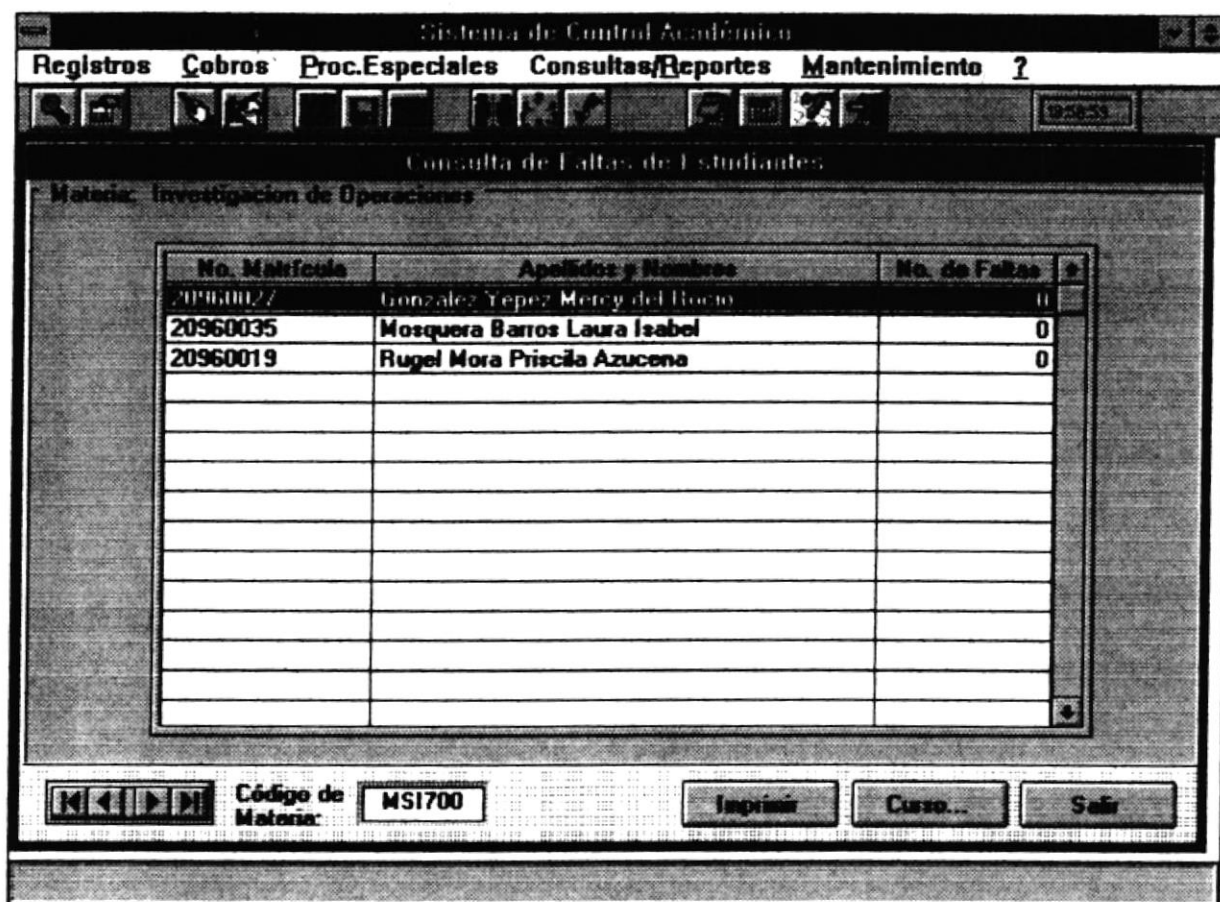 Sistema de Control Académico
Registros Cobros Proc.Especiales Consultas/Reportes Mantenimiento ?
Consulta de Faltas de Estudiantes
Materia: Investigacion de Operaciones
No. Matrícula Apellidos y Nombres No. de Faltas
20960027 Gonzalez Yepez Mercy del Rocio 0
20960035 Mosquera Barros Laura Isabel 0
20960019 Rugel Mora Priscila Azucena 0
Código de MSI700 Imprimir Curso... Salir
Materia: